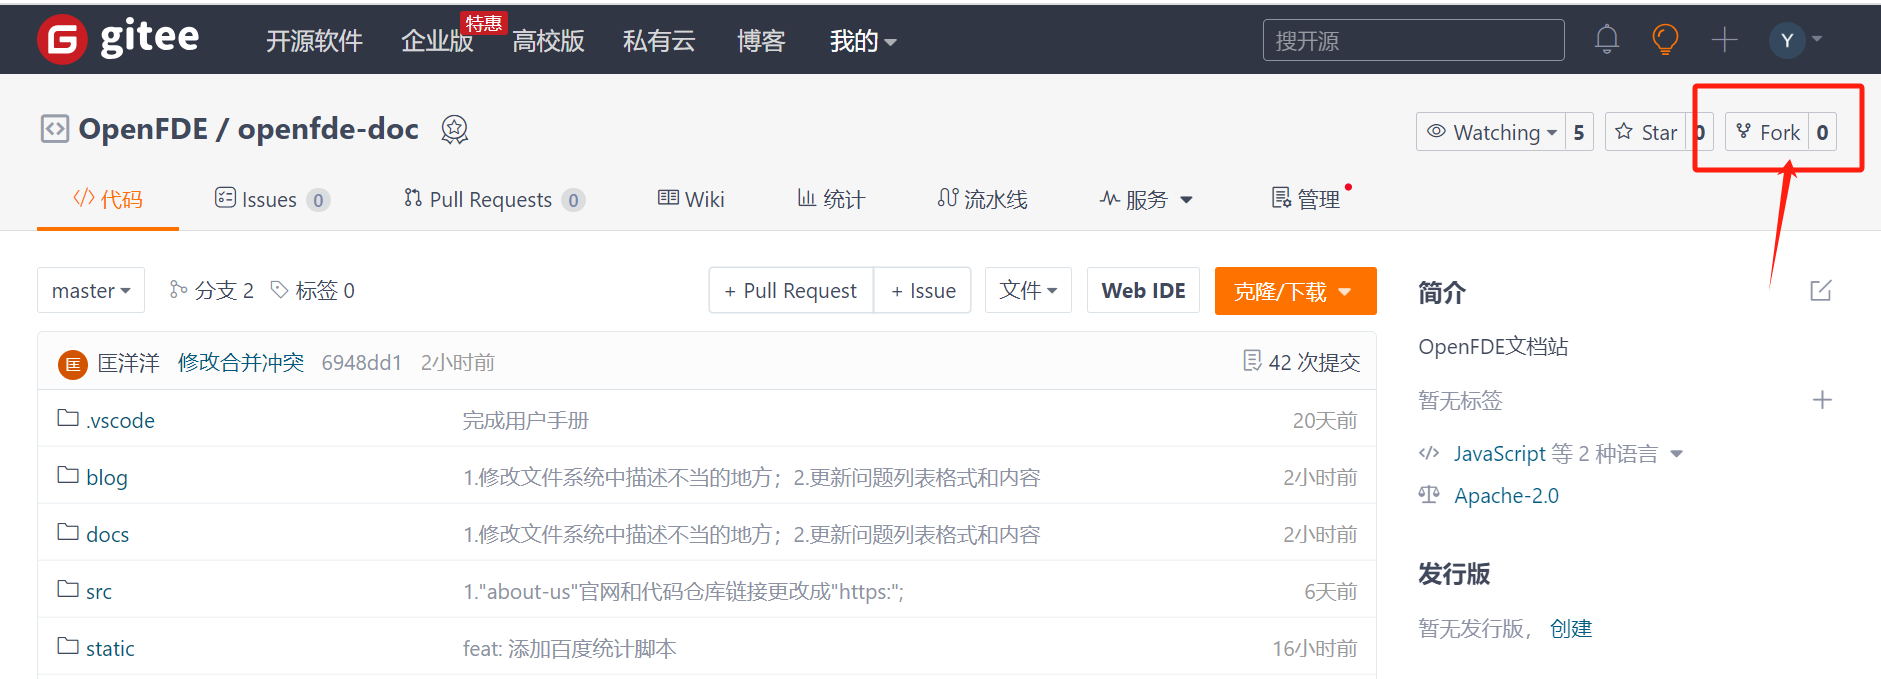 gitee 开源软件 企业版 特惠 高校版 私有云 博客 我的 搜开源 Y
OpenFDE / openfde-doc Watching 5 Star 0 Fork 0
代码 Issues 0 Pull Requests 0 Wiki 统计 流水线 服务 管理
master 分支 2 标签 0 + Pull Request + Issue 文件 Web IDE 克隆/下载
匡 匡洋洋 修改合并冲突 6948dd1 2小时前 42 次提交
.vscode 完成用户手册 20天前
blog 1.修改文件系统中描述不当的地方；2.更新问题列表格式和内容 2小时前
docs 1.修改文件系统中描述不当的地方；2.更新问题列表格式和内容 2小时前
src 1."about-us"官网和代码仓库链接更改成"https:"; 6天前
static feat: 添加百度统计脚本 16小时前
简介
OpenFDE文档站
暂无标签
JavaScript 等 2 种语言
Apache-2.0
发行版
暂无发行版，创建